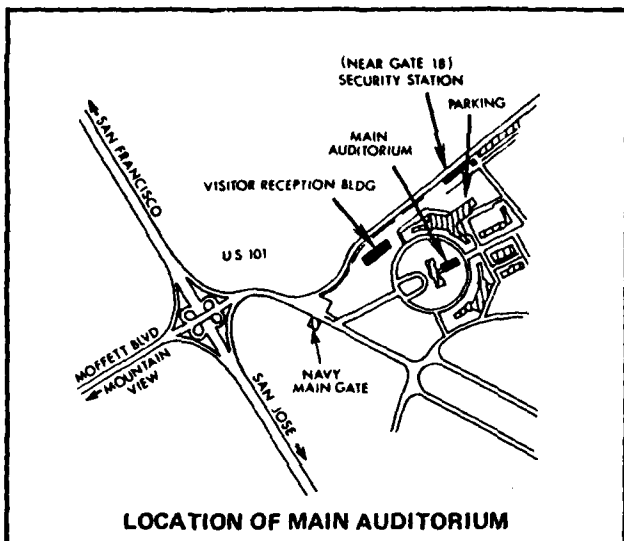 (NEAR GATE 18)
SECURITY STATION
PARKING
MAIN
AUDITORIUM
VISITOR RECEPTION BLDG
SAN FRANCISCO
U S 101
MOFFETT BLVD
MOUNTAIN
VIEW
NAVY
MAIN GATE
SAN JOSE
LOCATION OF MAIN AUDITORIUM